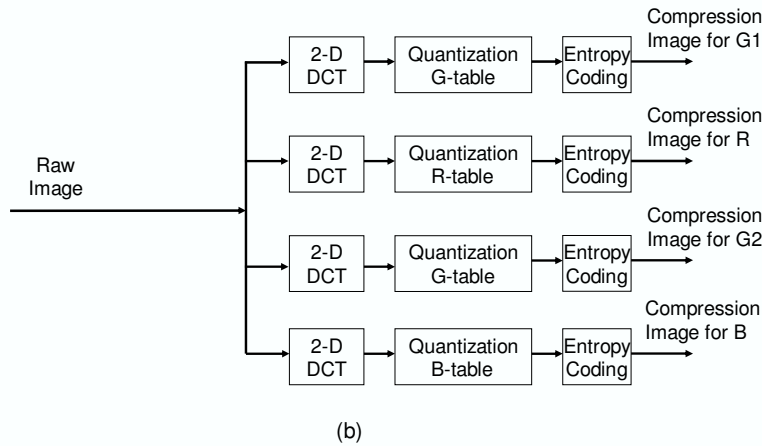 Raw
Image
2-D
DCT
Quantization
G-table
Entropy
Coding
Compression
Image for G1
2-D
DCT
Quantization
R-table
Entropy
Coding
Compression
Image for R
2-D
DCT
Quantization
G-table
Entropy
Coding
Compression
Image for G2
2-D
DCT
Quantization
B-table
Entropy
Coding
Compression
Image for B
(b)